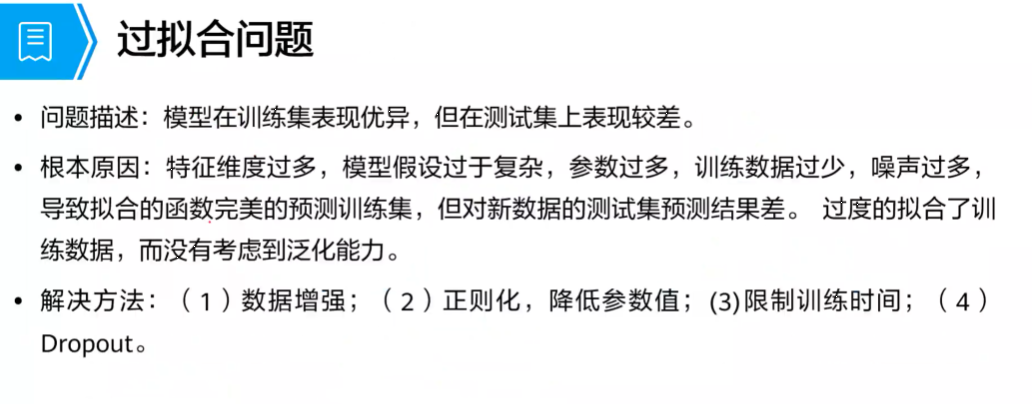 过拟合问题
• 问题描述：模型在训练集表现优异，但在测试集上表现较差。
• 根本原因：特征维度过多，模型假设过于复杂，参数过多，训练数据过少，噪声过多，
导致拟合的函数完美的预测训练集，但对新数据的测试集预测结果差。 过度的拟合了训
练数据，而没有考虑到泛化能力。
• 解决方法：（1）数据增强；（2）正则化，降低参数值；(3)限制训练时间；（4）
Dropout。